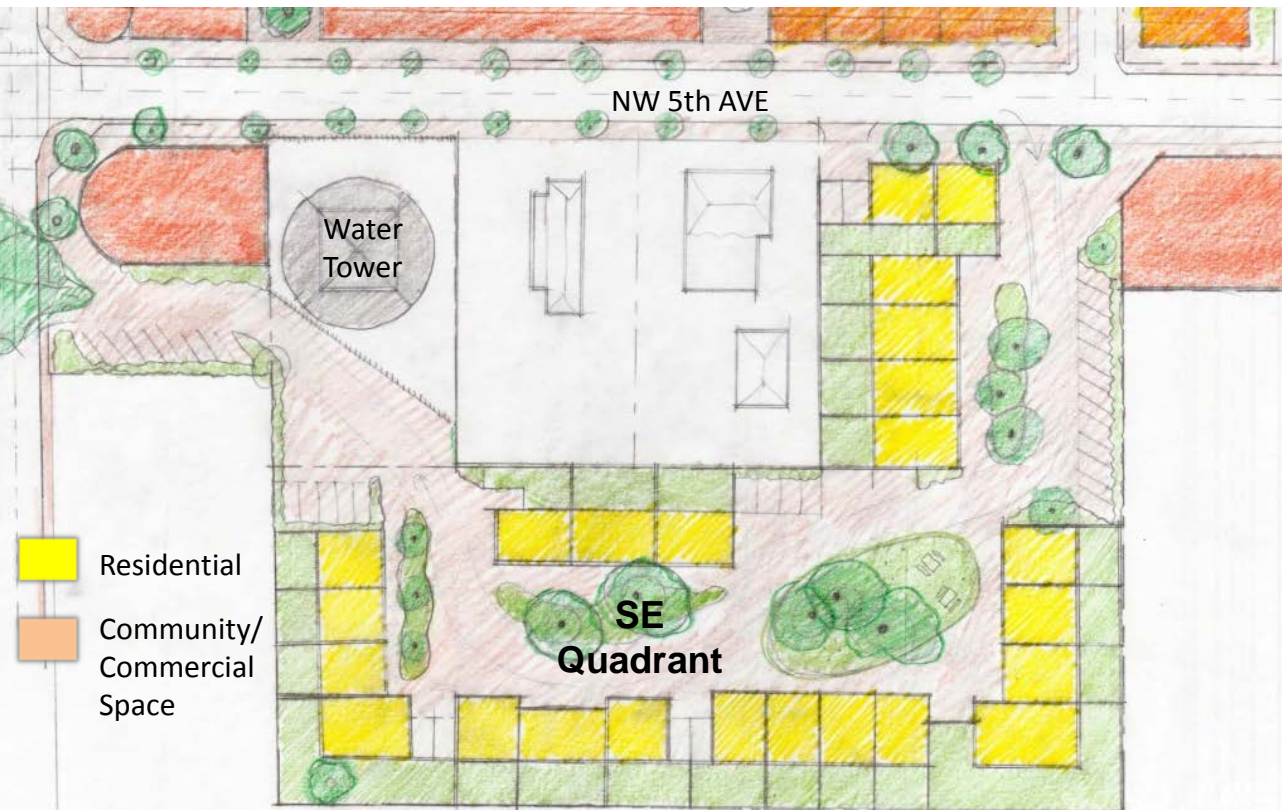 NW 5th AVE
Water
Tower
Residential
Community/
Commercial
Space
SE
Quadrant